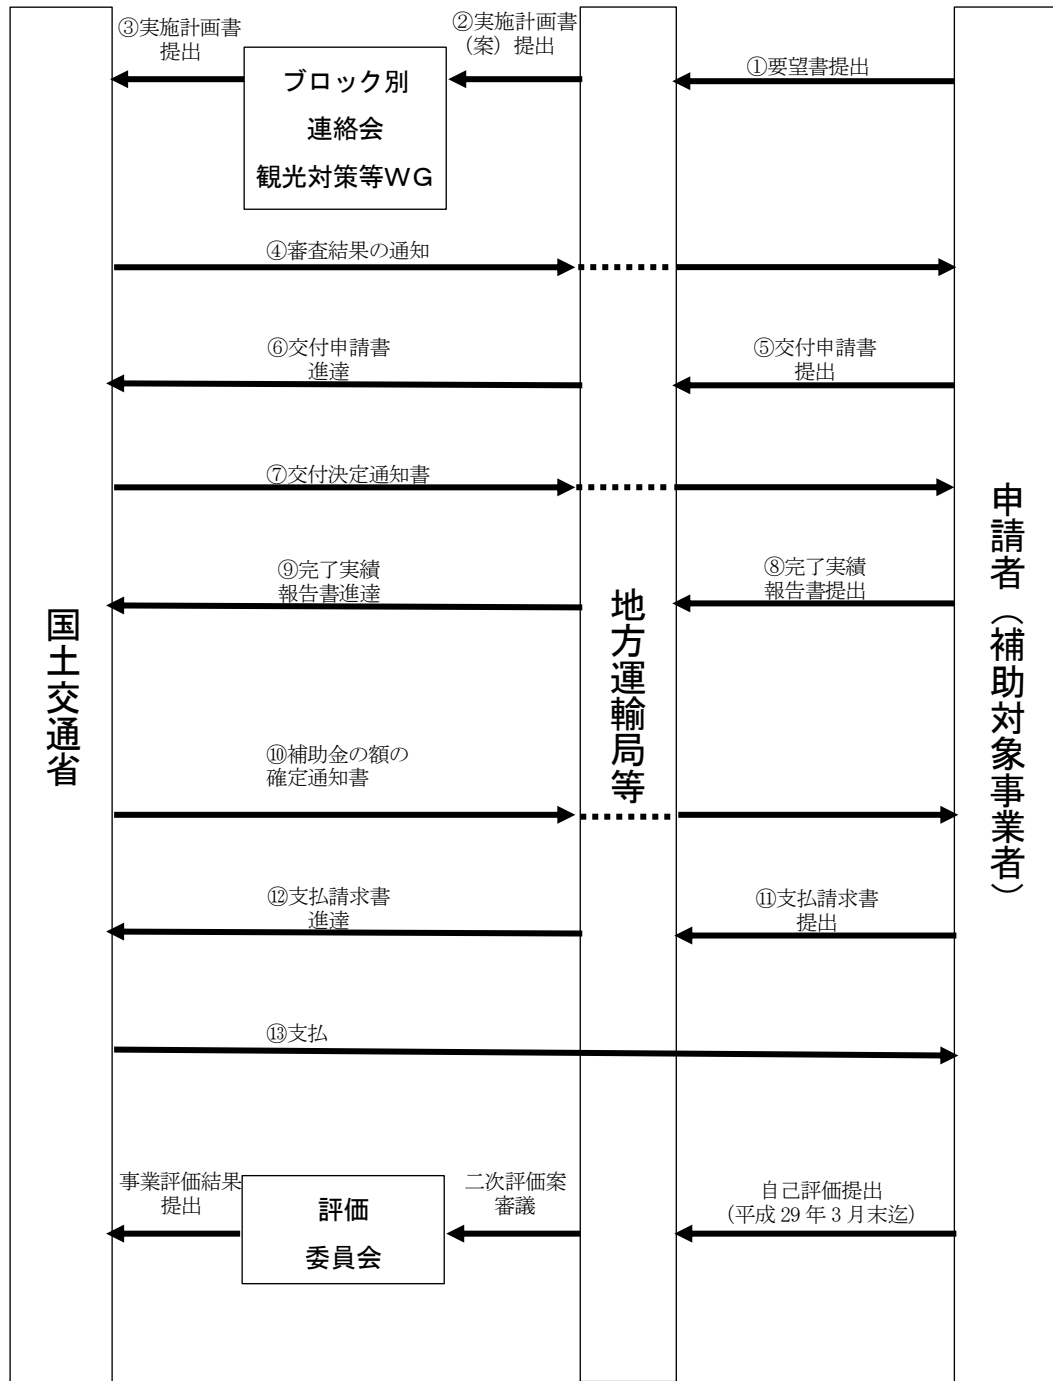 ③実施計画書
提出
②実施計画書
（案）提出
①要望書提出
ブロック別
連絡会
観光対策等WG
④審査結果の通知
⑥交付申請書
進達
⑤交付申請書
提出
⑦交付決定通知書
⑨完了実績
報告書進達
⑧完了実績
報告書提出
国土交通省
地方運輸局等
申請者（補助対象事業者）
⑩補助金の額の
確定通知書
⑫支払請求書
進達
⑪支払請求書
提出
⑬支払
事業評価結果
提出
評価
委員会
二次評価案
審議
自己評価提出
（平成 29 年 3 月末迄）